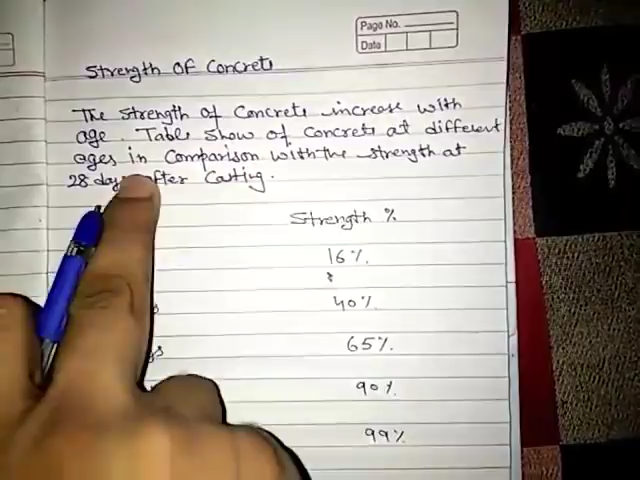 Page No.
Date
Strength Of Concrete
The Strength of Concrete increase with
age. Table Show of Concrete at different
ages in Comparison with the strength at
28 days after Casting.
Strength %
16%.
40%
65%.
90%.
99%